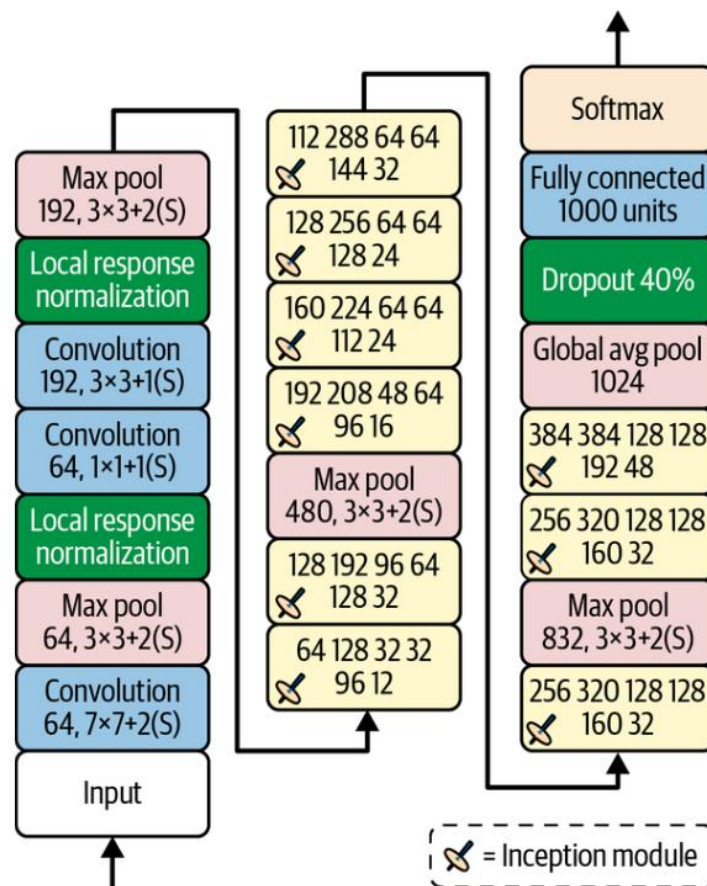 Max pool
192, 3×3+2(S)
Local response
normalization
Convolution
192, 3×3+1(S)
Convolution
64, 1×1+1(S)
Local response
normalization
Max pool
64, 3×3+2(S)
Convolution
64, 7×7+2(S)
Input
112 288 64 64
144 32
128 256 64 64
128 24
160 224 64 64
112 24
192 208 48 64
96 16
Max pool
480, 3×3+2(S)
128 192 96 64
128 32
64 128 32 32
96 12
Softmax
Fully connected
1000 units
Dropout 40%
Global avg pool
1024
384 384 128 128
192 48
256 320 128 128
160 32
Max pool
832, 3×3+2(S)
256 320 128 128
160 32
= Inception module